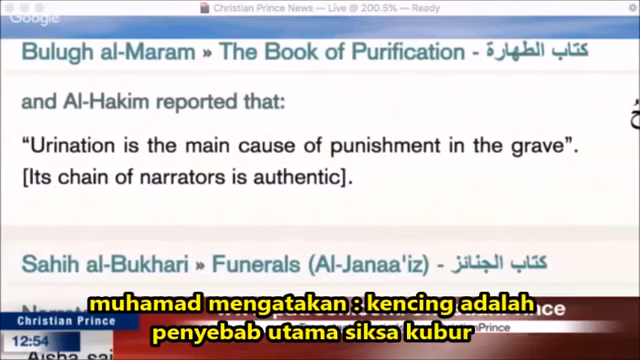 Christian Prince News — Live @ 200.5% — Ready
Google
Bulugh al-Maram » The Book of Purification - كتاب الطهارة
and Al-Hakim reported that:
“Urination is the main cause of punishment in the grave”.
[Its chain of narrators is authentic].
Sahih al-Bukhari » Funerals (Al-Janaa'iz) - كتاب الجنائز
muhamad mengatakan : kencing adalah
penyebab utama siksa kubur
Christian Prince
12:54